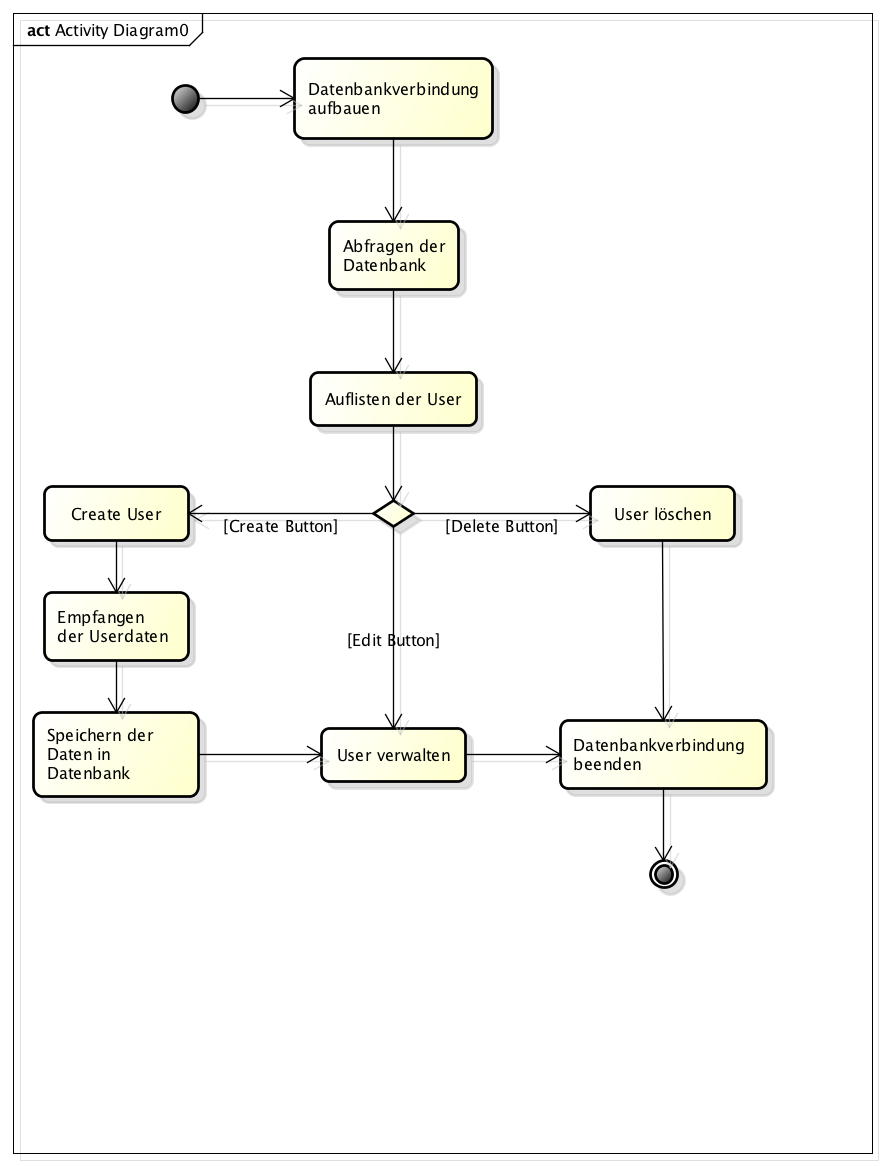 act Activity Diagram0
Datenbankverbindung
aufbauen
Abfragen der
Datenbank
Auflisten der User
Create User
[Create Button]
[Delete Button]
User löschen
Empfangen
der Userdaten
[Edit Button]
Speichern der
Daten in
Datenbank
User verwalten
Datenbankverbindung
beenden